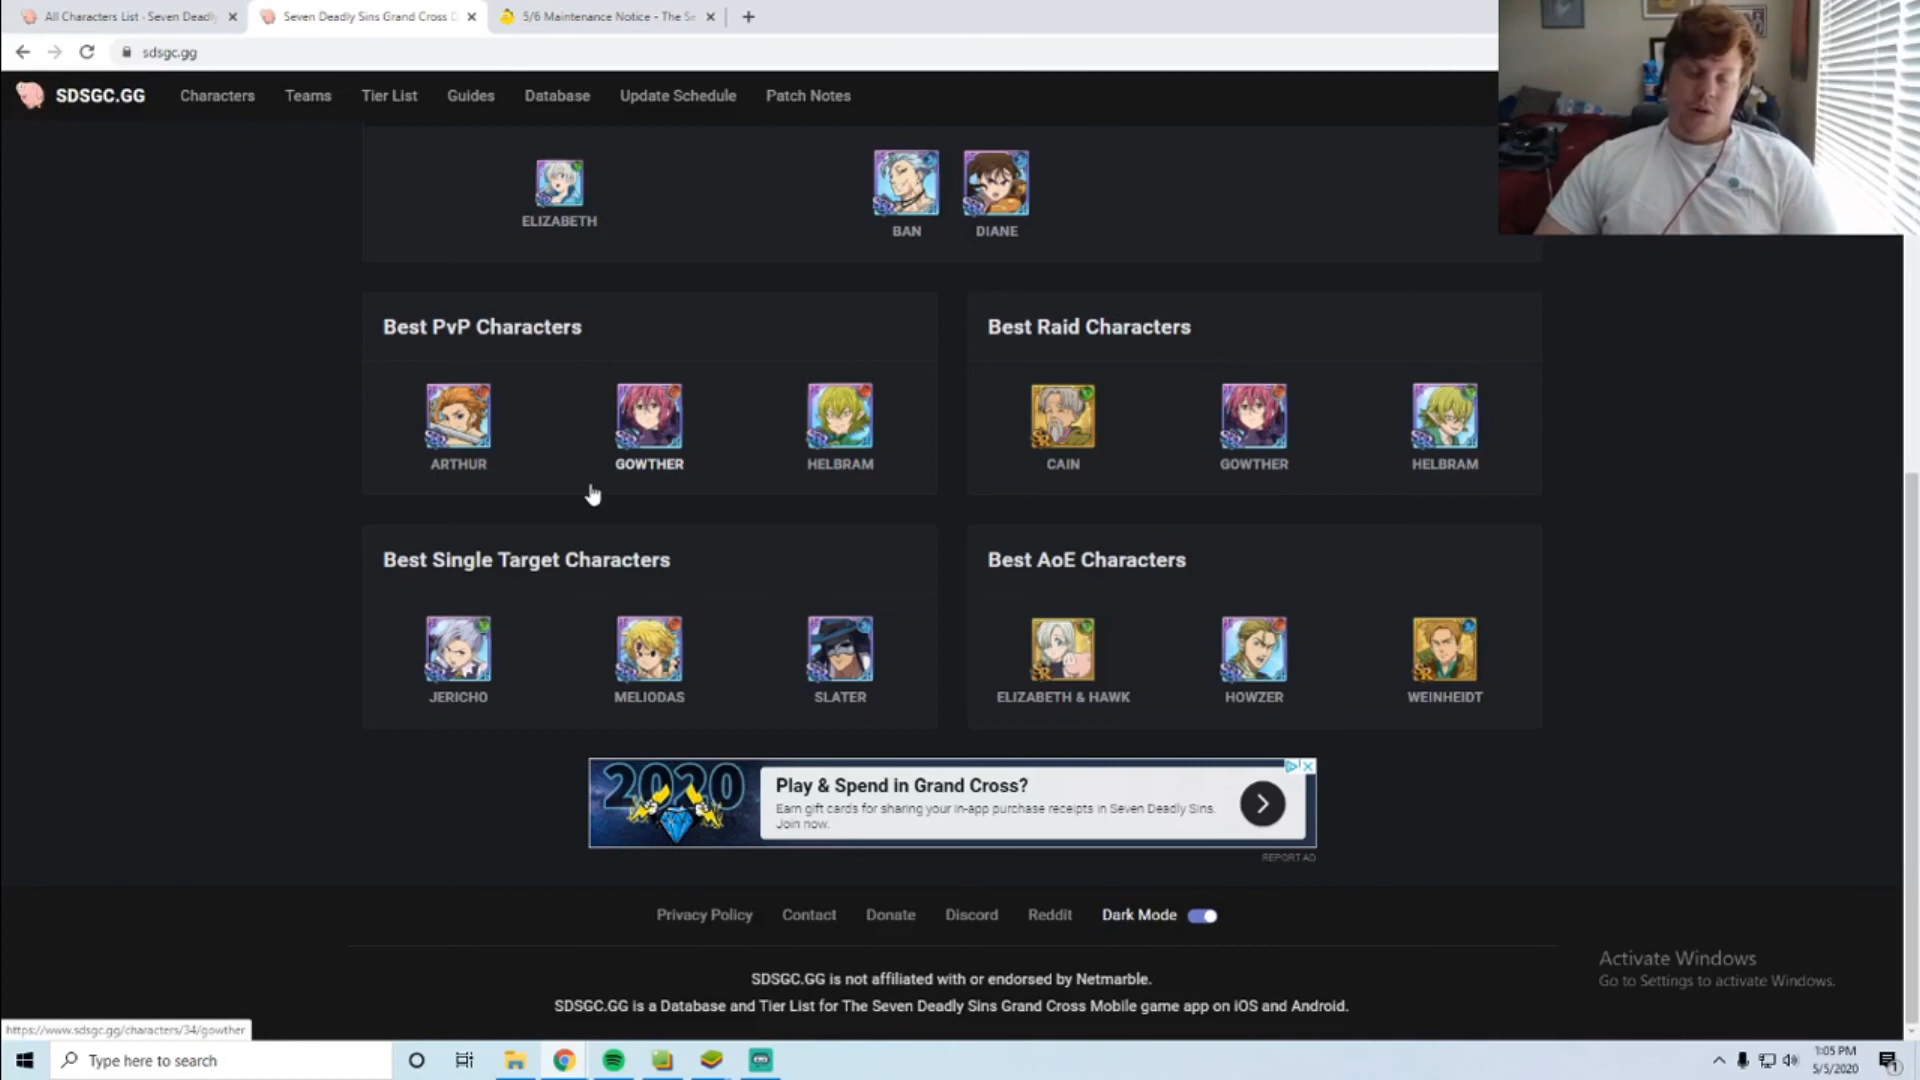 All Characters List - Seven Deadly
Seven Deadly Sins Grand Cross D
5/6 Maintenance Notice - The Se
sdsgc.gg
SDSGC.GG
Characters
Teams
Tier List
Guides
Database
Update Schedule
Patch Notes
ELIZABETH
BAN
DIANE
Best PvP Characters
Best Raid Characters
ARTHUR
GOWTHER
HELBRAM
CAIN
GOWTHER
HELBRAM
Best Single Target Characters
Best AoE Characters
JERICHO
MELIODAS
SLATER
ELIZABETH & HAWK
HOWZER
WEINHEIDT
2020
Play & Spend in Grand Cross?
Earn gift cards for sharing your in-app purchase receipts in Seven Deadly Sins.
Join now.
REPORT AD
Privacy Policy
Contact
Donate
Discord
Reddit
Dark Mode
Activate Windows
Go to Settings to activate Windows.
SDSGC.GG is not affiliated with or endorsed by Netmarble.
SDSGC.GG is a Database and Tier List for The Seven Deadly Sins Grand Cross Mobile game app on iOS and Android.
https://www.sdsgc.gg/characters/34/gowther
Type here to search
1:05 PM
5/5/2020